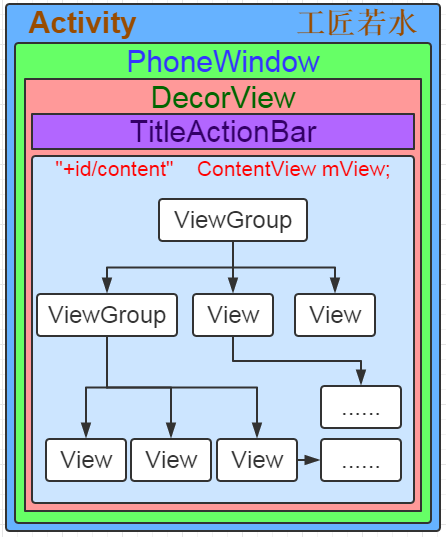 Activity 工匠若水
PhoneWindow
DecorView
TitleActionBar
"+id/content" ContentView mView;
ViewGroup
ViewGroup View View
......
View View View ......